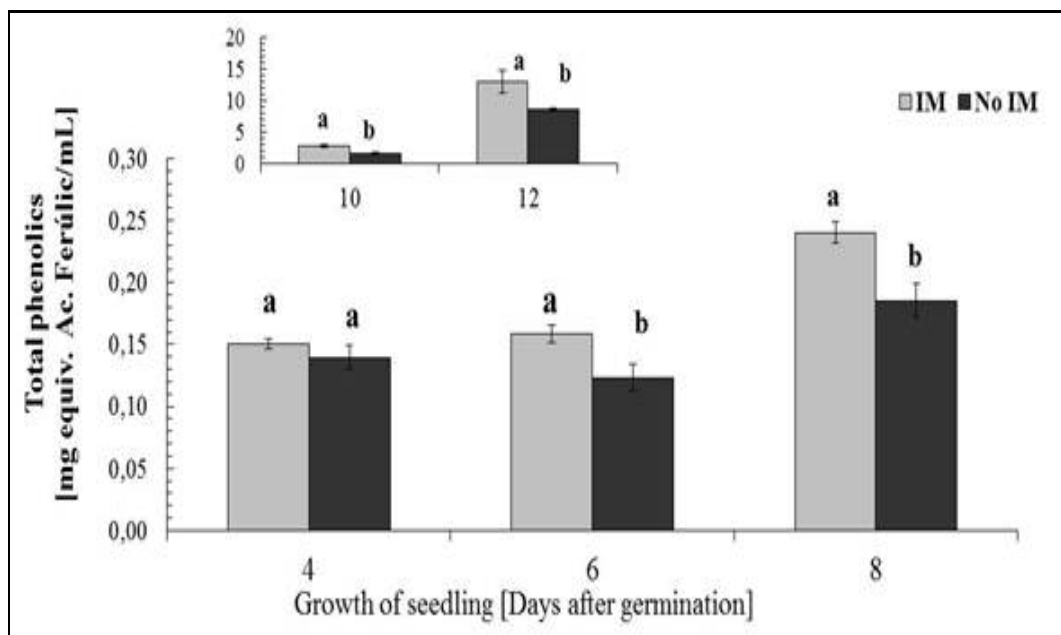 20
15
10
5
0
a
b
a
b
10
12
IM
No IM
Total phenolics
[mg equiv. Ac. Ferúlic/mL]
0,30
0,25
0,20
0,15
0,10
0,05
0,00
a
a
a
b
a
b
4
6
8
Growth of seedling [Days after germination]